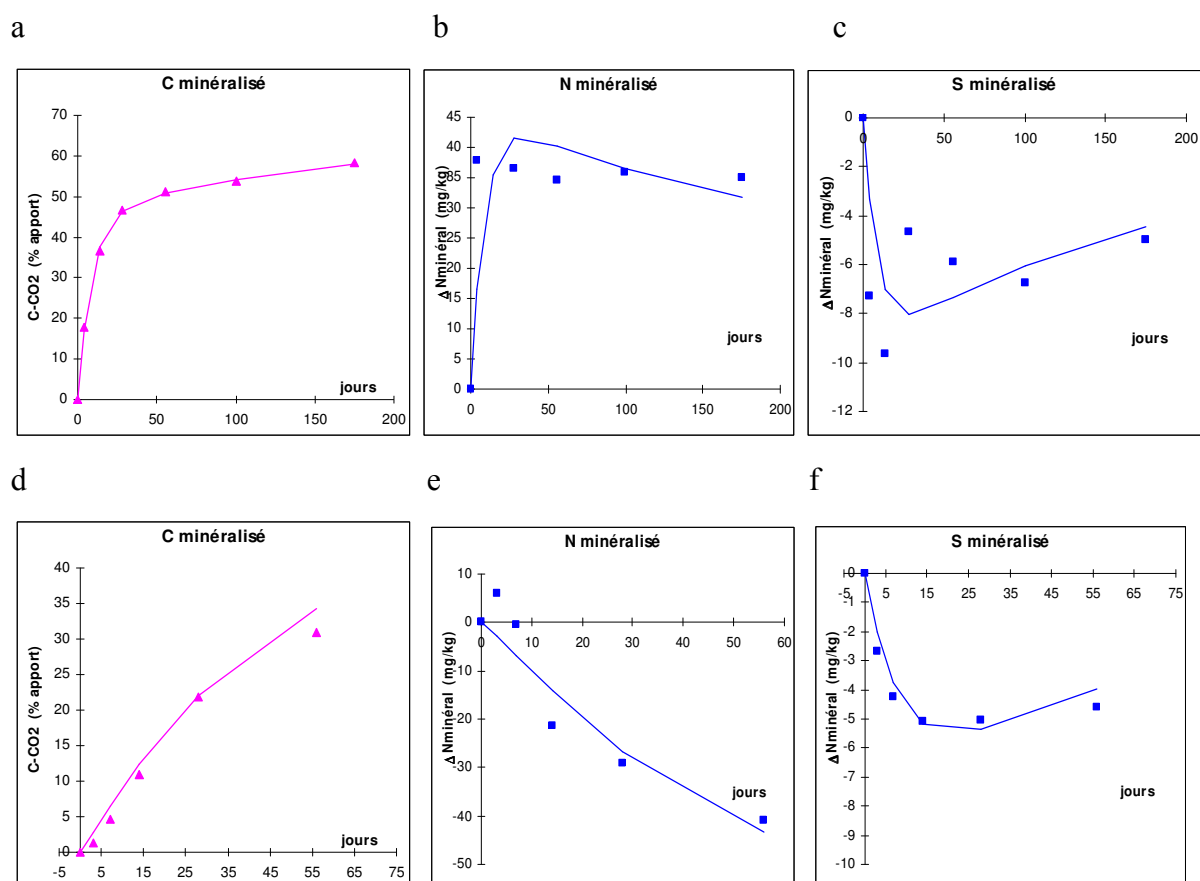 a
C minéralisé
C-CO2 (% apport)
70
60
50
40
30
20
10
0
jours
0 50 100 150 200
b
N minéralisé
ΔNminéral (mg/kg)
45
40
35
30
25
20
15
10
5
0
jours
0 50 100 150 200
c
S minéralisé
ΔNminéral (mg/kg)
0
0 50 100 150 200
-2
-4
-6
-8
-10
-12
jours
d
C minéralisé
C-CO2 (% apport)
40
35
30
25
20
15
10
5
0
jours
-5 5 15 25 35 45 55 65 75
e
N minéralisé
ΔNminéral (mg/kg)
10
0
0 10 20 30 40 50 60
-10
-20
-30
-40
-50
jours
f
S minéralisé
ΔNminéral (mg/kg)
0
-5 5 15 25 35 45 55 65 75
-1
-2
-3
-4
-5
-6
-7
-8
-9
-10
jours